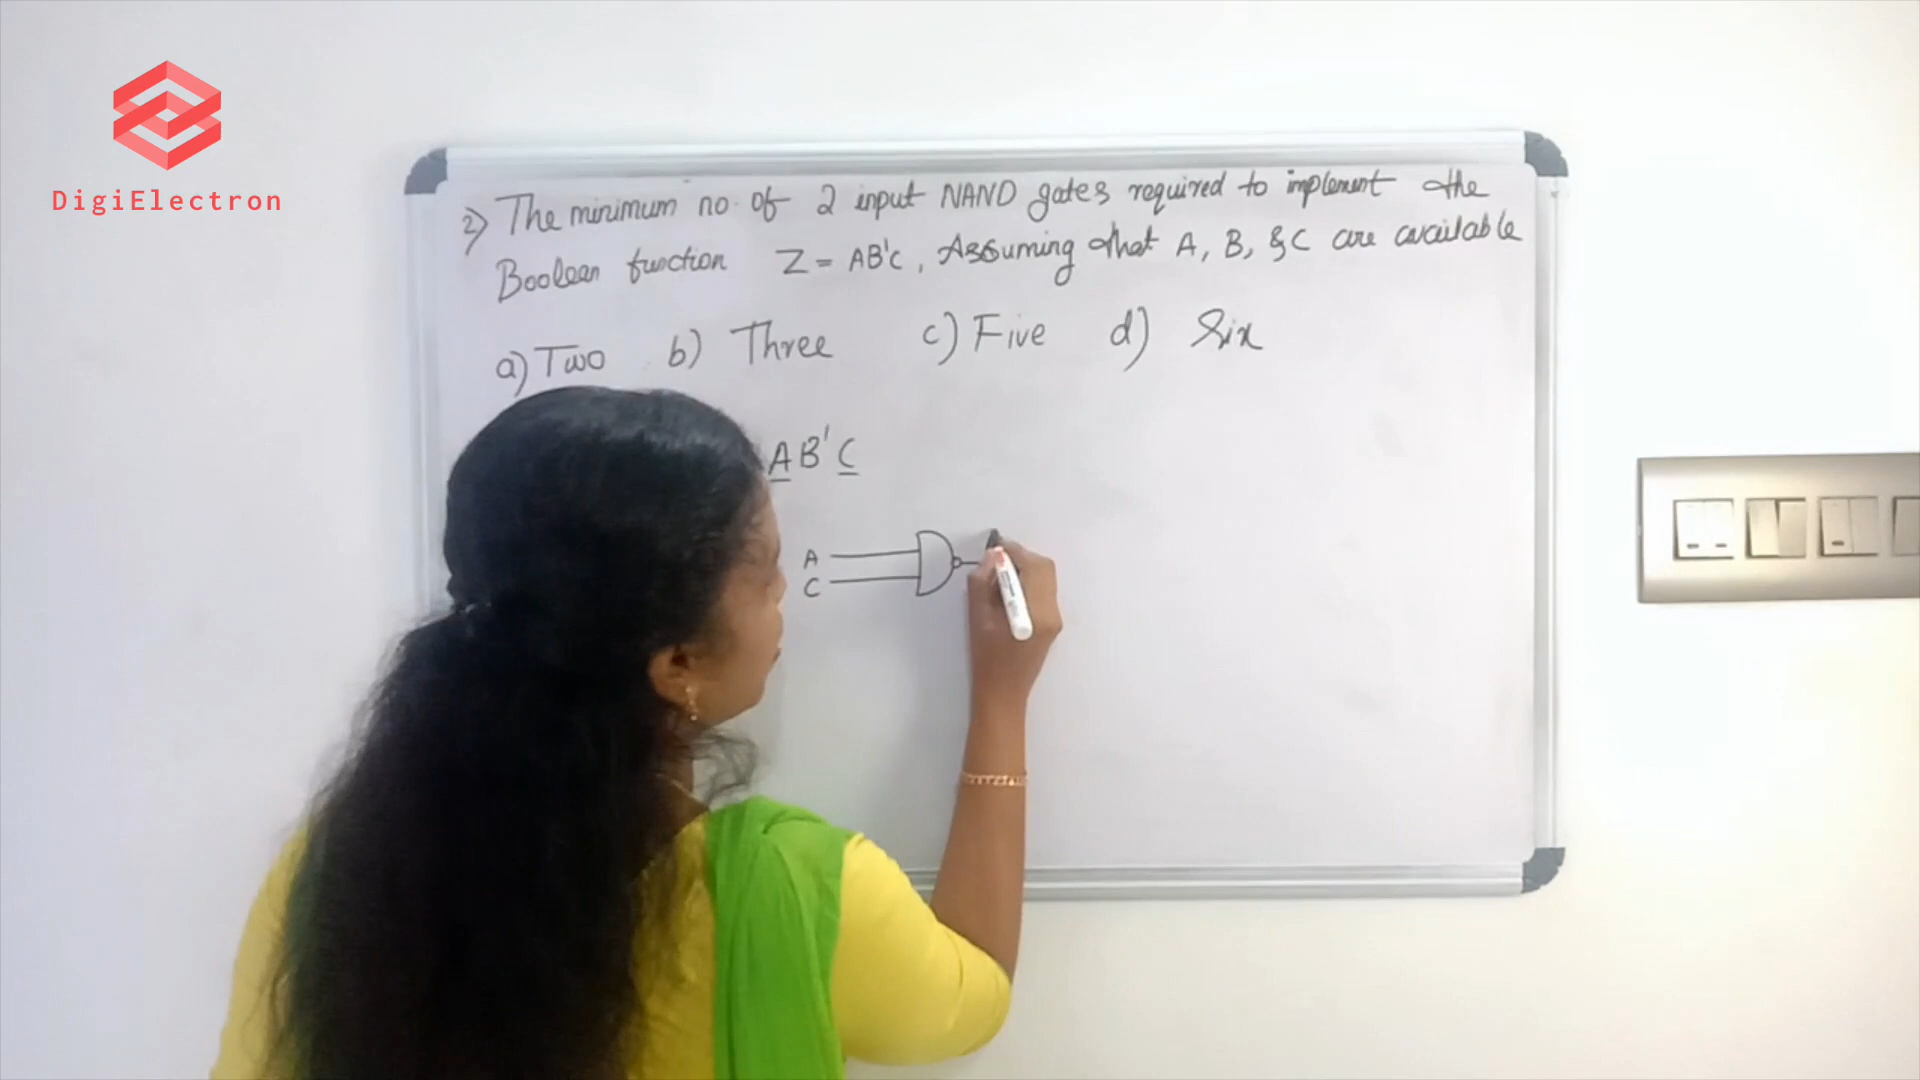 DigiElectron
2) The minimum no. of 2 input NAND gates required to implement the
Boolean function Z = AB'C, Assuming that A, B, & C are available
a) Two b) Three c) Five d) Six
AB'C
A
C